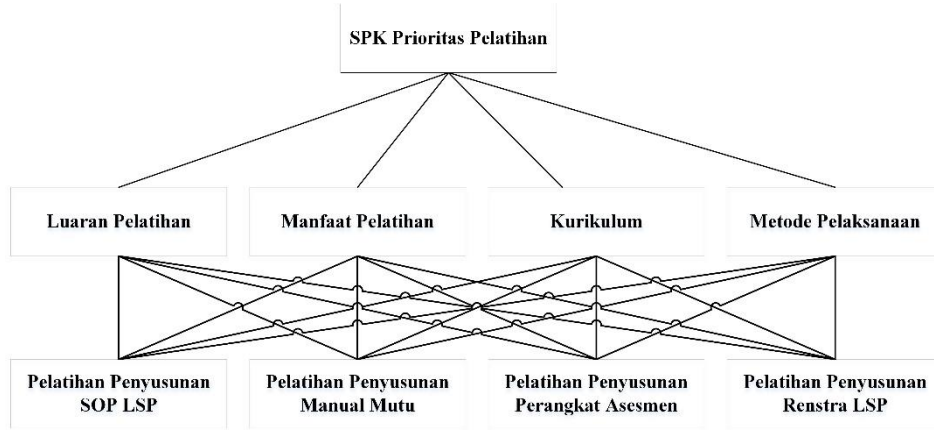 SPK Prioritas Pelatihan
Luaran Pelatihan
Manfaat Pelatihan
Kurikulum
Metode Pelaksanaan
Pelatihan Penyusunan
SOP LSP
Pelatihan Penyusunan
Manual Mutu
Pelatihan Penyusunan
Perangkat Asesmen
Pelatihan Penyusunan
Renstra LSP